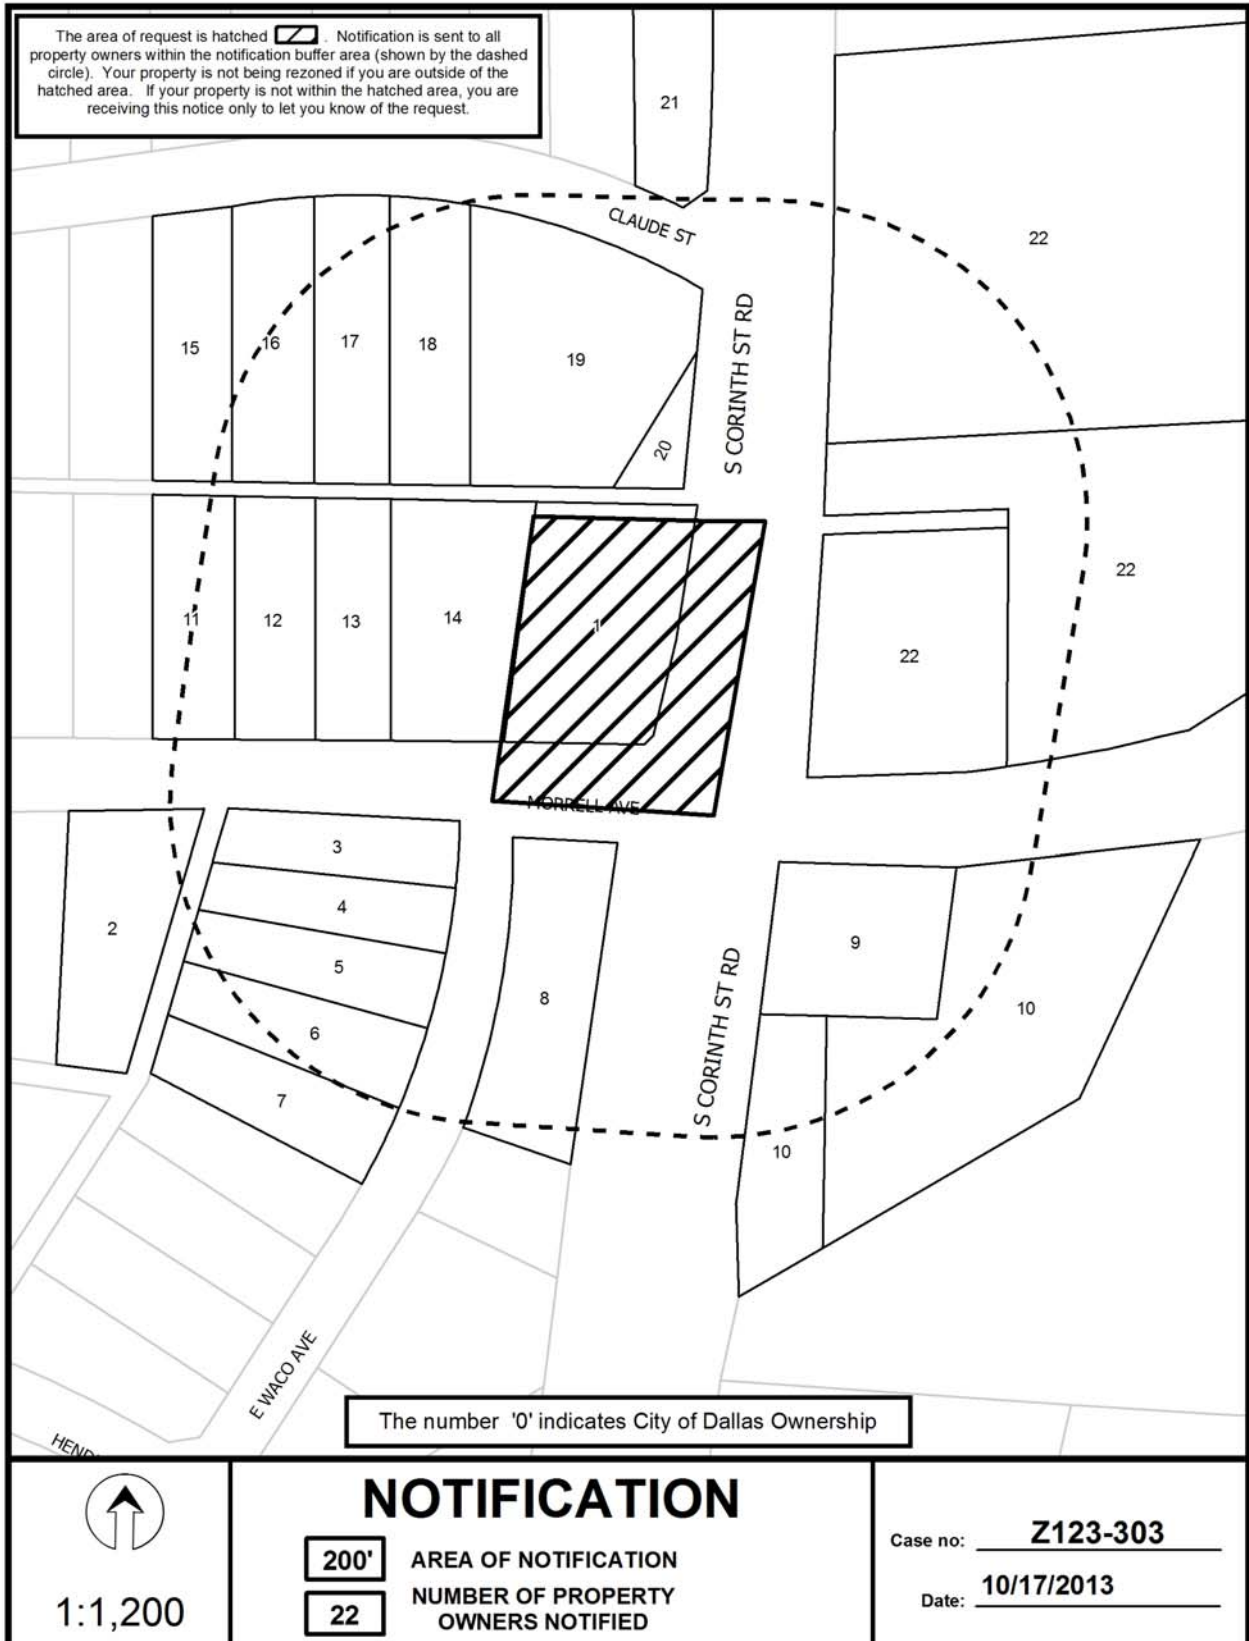 The area of request is hatched . Notification is sent to all
property owners within the notification buffer area (shown by the dashed
circle). Your property is not being rezoned if you are outside of the
hatched area. If your property is not within the hatched area, you are
receiving this notice only to let you know of the request.
21
CLAUDE ST
22
S CORINTH ST RD
15
16
17
18
19
20
22
11
12
13
14
1
22
MORRELL AVE
3
4
2
5
9
8
6
10
S CORINTH ST RD
7
10
E WACO AVE
The number '0' indicates City of Dallas Ownership
NOTIFICATION
200' AREA OF NOTIFICATION
22 NUMBER OF PROPERTY
OWNERS NOTIFIED
1:1,200
Case no: Z123-303
Date: 10/17/2013